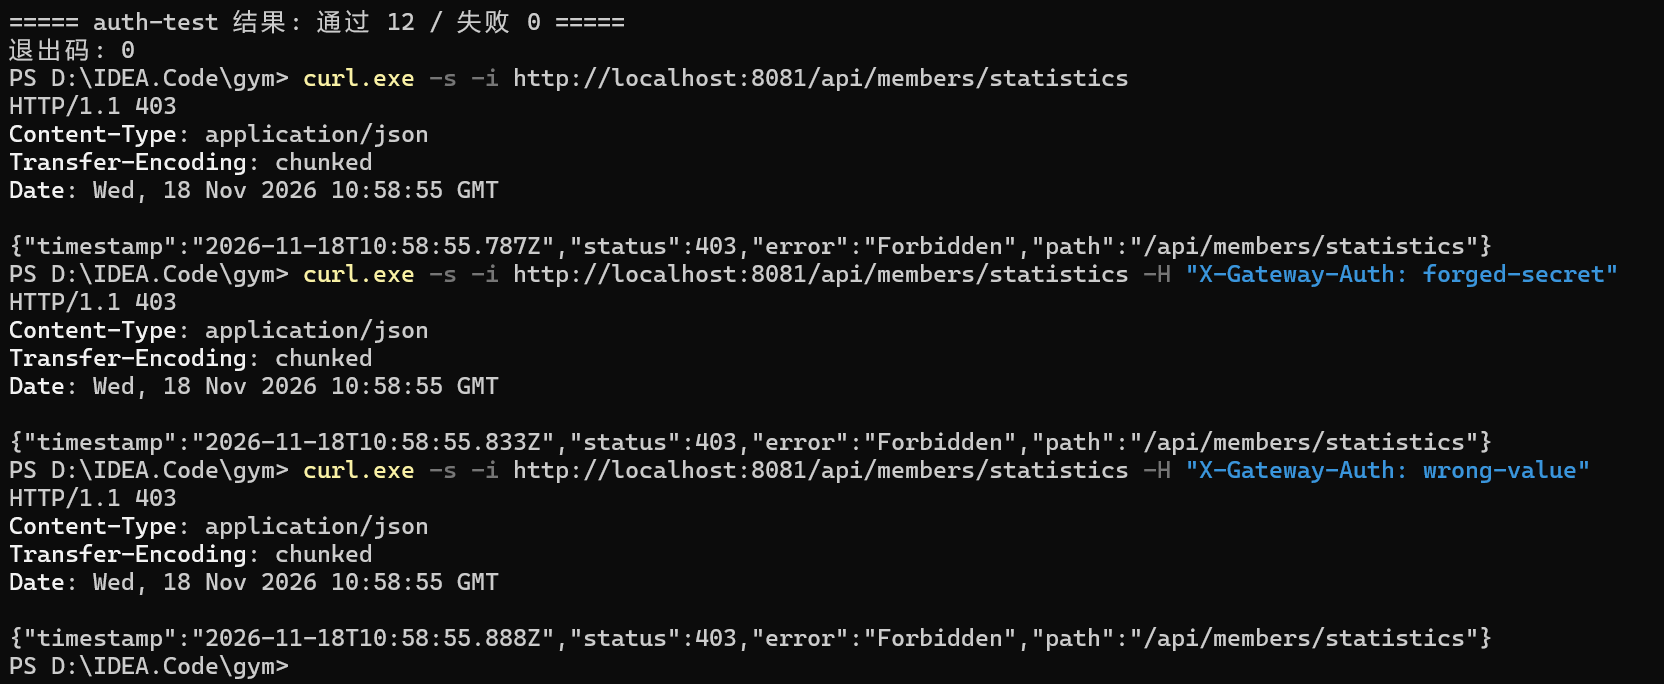 ===== auth-test 结果: 通过 12 / 失败 0 =====
退出码: 0
PS D:\IDEA.Code\gym> curl.exe -s -i http://localhost:8081/api/members/statistics
HTTP/1.1 403
Content-Type: application/json
Transfer-Encoding: chunked
Date: Wed, 18 Nov 2026 10:58:55 GMT

{"timestamp":"2026-11-18T10:58:55.787Z","status":403,"error":"Forbidden","path":"/api/members/statistics"}
PS D:\IDEA.Code\gym> curl.exe -s -i http://localhost:8081/api/members/statistics -H "X-Gateway-Auth: forged-secret"
HTTP/1.1 403
Content-Type: application/json
Transfer-Encoding: chunked
Date: Wed, 18 Nov 2026 10:58:55 GMT

{"timestamp":"2026-11-18T10:58:55.833Z","status":403,"error":"Forbidden","path":"/api/members/statistics"}
PS D:\IDEA.Code\gym> curl.exe -s -i http://localhost:8081/api/members/statistics -H "X-Gateway-Auth: wrong-value"
HTTP/1.1 403
Content-Type: application/json
Transfer-Encoding: chunked
Date: Wed, 18 Nov 2026 10:58:55 GMT

{"timestamp":"2026-11-18T10:58:55.888Z","status":403,"error":"Forbidden","path":"/api/members/statistics"}
PS D:\IDEA.Code\gym>